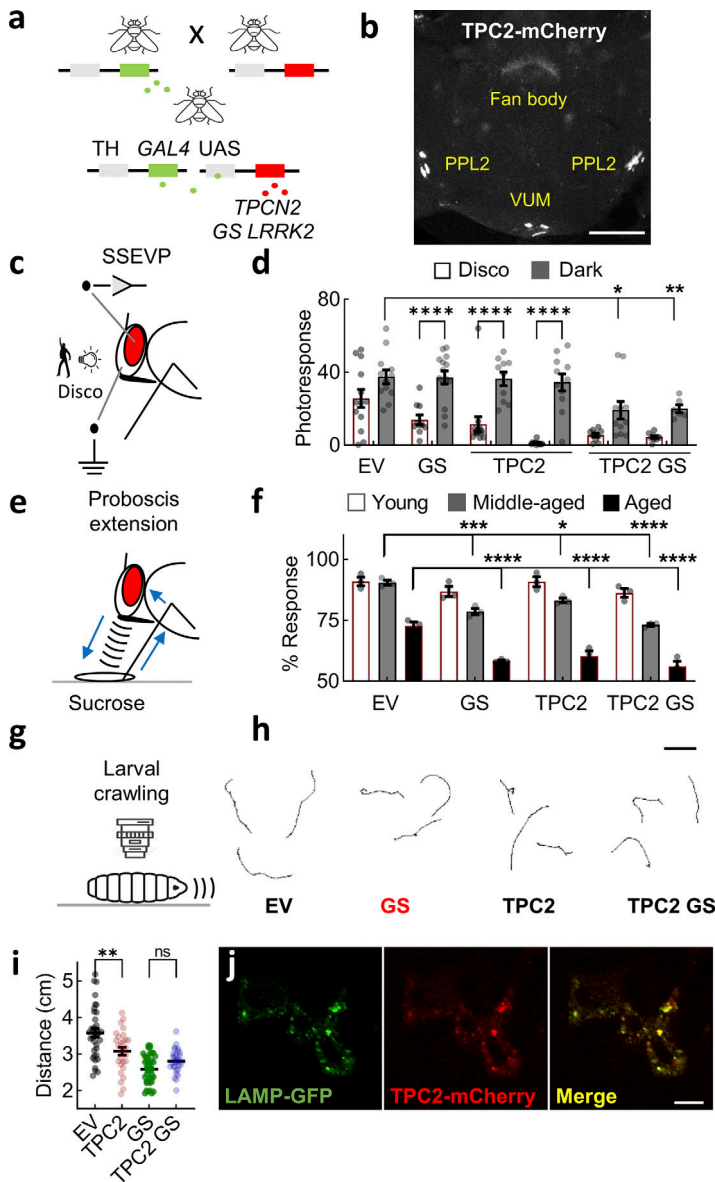 a
X
TH GAL4 UAS
TPCN2
GS LRRK2
b
TPC2-mCherry
Fan body
PPL2 PPL2
VUM
c
SSEVP
Disco
d
Disco Dark
* **
**** **** ****
Photoresponse
80
40
0
EV GS TPC2 TPC2 GS
e
Proboscis
extension
Sucrose
f
Young Middle-aged Aged
*** * ****
**** **** ****
% Response
100
75
50
EV GS TPC2 TPC2 GS
g
Larval
crawling
h
EV GS TPC2 TPC2 GS
i
** ns
Distance (cm)
5
4
3
2
EV
TPC2
GS
TPC2 GS
j
LAMP-GFP TPC2-mCherry Merge